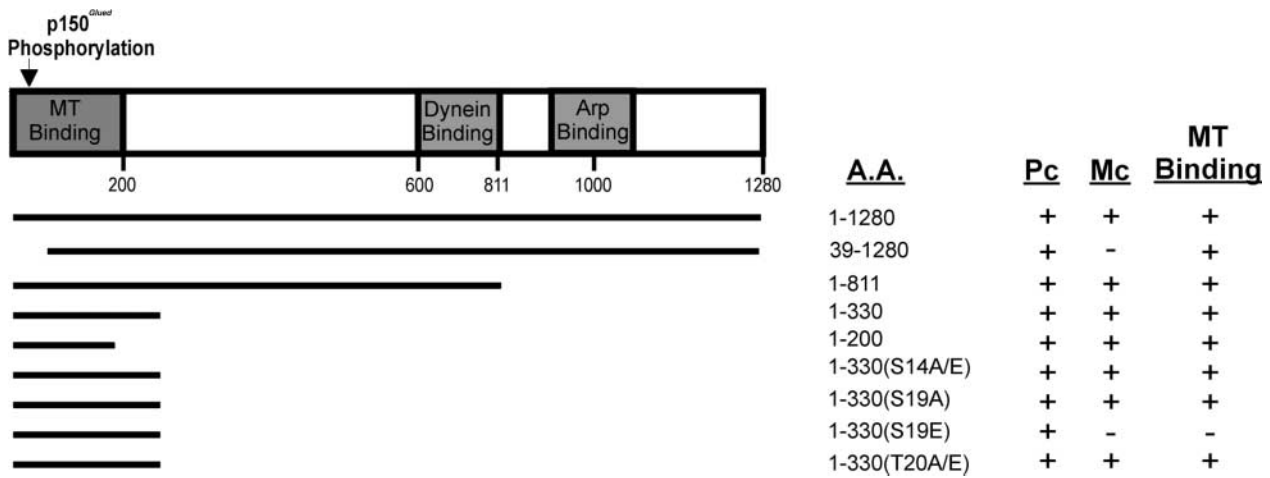 p150Glued
Phosphorylation
MT
Binding
Dynein
Binding
Arp
Binding
200
600
811
1000
1280
A.A.
Pc
Mc
MT
Binding
1-1280 + + +
39-1280 + - +
1-811 + + +
1-330 + + +
1-200 + + +
1-330(S14A/E) + + +
1-330(S19A) + + +
1-330(S19E) + - -
1-330(T20A/E) + + +